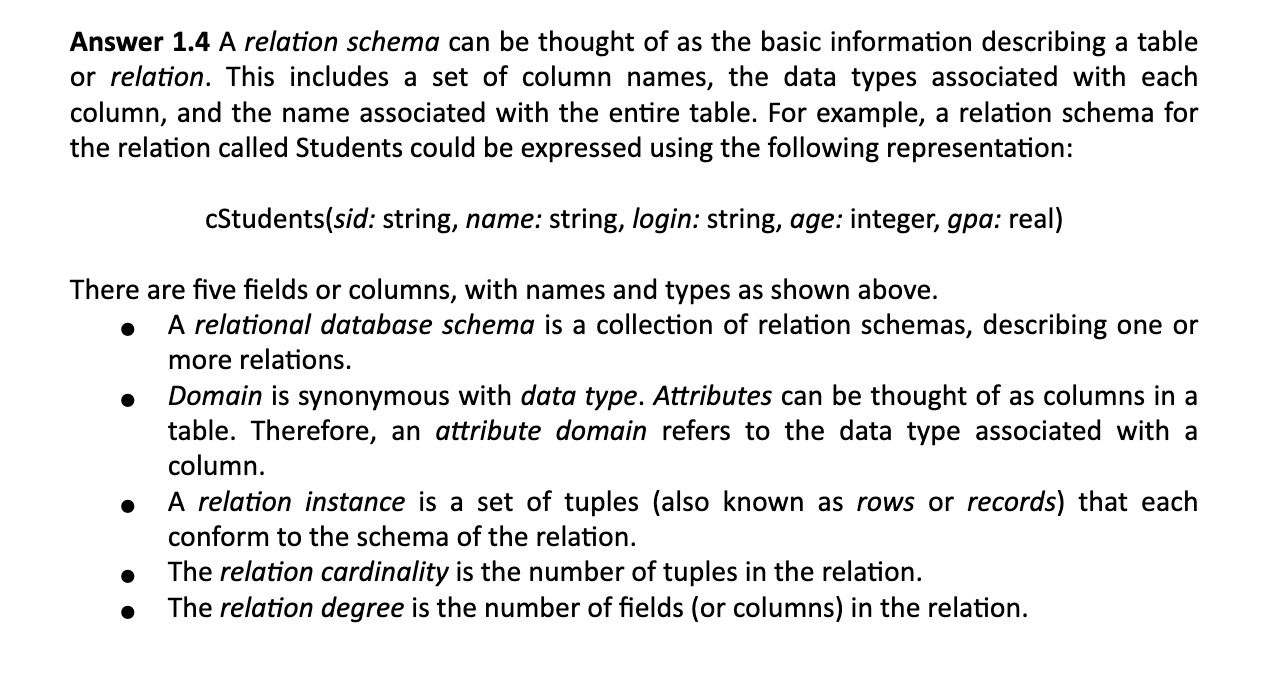 Answer 1.4 A relation schema can be thought of as the basic information describing a table
or relation. This includes a set of column names, the data types associated with each
column, and the name associated with the entire table. For example, a relation schema for
the relation called Students could be expressed using the following representation:
cStudents(sid: string, name: string, login: string, age: integer, gpa: real)
There are five fields or columns, with names and types as shown above.
● A relational database schema is a collection of relation schemas, describing one or
more relations.
● Domain is synonymous with data type. Attributes can be thought of as columns in a
table. Therefore, an attribute domain refers to the data type associated with a
column.
● A relation instance is a set of tuples (also known as rows or records) that each
conform to the schema of the relation.
● The relation cardinality is the number of tuples in the relation.
● The relation degree is the number of fields (or columns) in the relation.